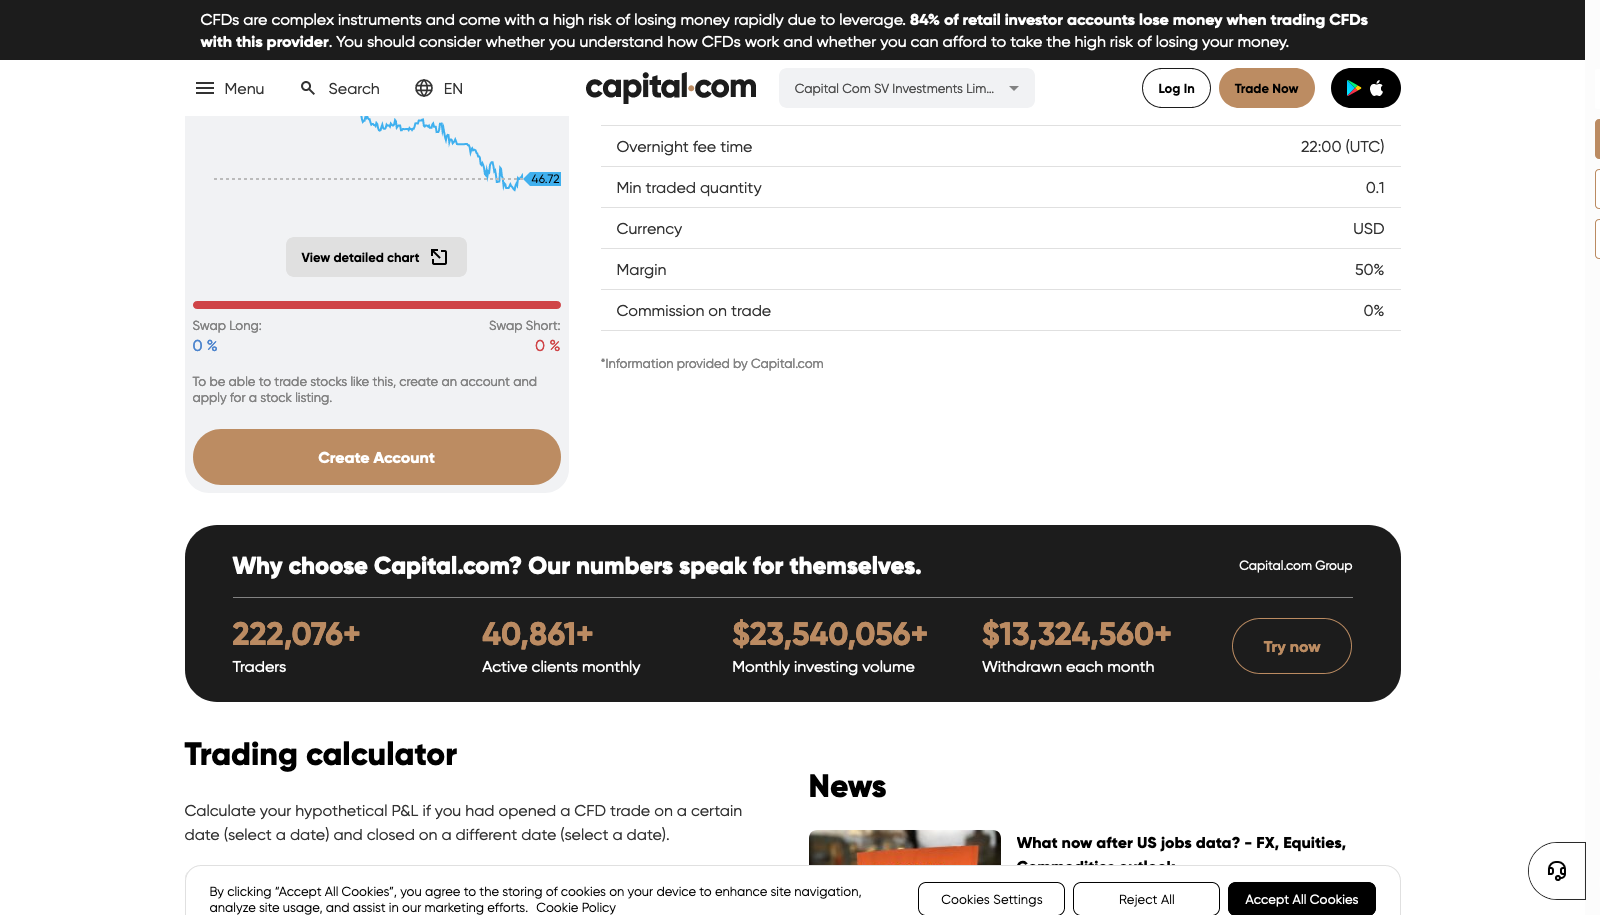 CFDs are complex instruments and come with a high risk of losing money rapidly due to leverage. 84% of retail investor accounts lose money when trading CFDs
with this provider. You should consider whether you understand how CFDs work and whether you can afford to take the high risk of losing your money.
Menu
Search
EN
capital.com
Capital Com SV Investments Lim...
Log In
Trade Now
46.72
View detailed chart
Swap Long:
Swap Short:
0 %
0 %
To be able to trade stocks like this, create an account and
apply for a stock listing.
Create Account
Overnight fee time
22:00 (UTC)
Min traded quantity
0.1
Currency
USD
Margin
50%
Commission on trade
0%
*Information provided by Capital.com
Why choose Capital.com? Our numbers speak for themselves.
Capital.com Group
222,076+
Traders
40,861+
Active clients monthly
$23,540,056+
Monthly investing volume
$13,324,560+
Withdrawn each month
Try now
Trading calculator
Calculate your hypothetical P&L if you had opened a CFD trade on a certain
date (select a date) and closed on a different date (select a date).
News
What now after US jobs data? - FX, Equities,
Commodities outlook
By clicking “Accept All Cookies”, you agree to the storing of cookies on your device to enhance site navigation,
analyze site usage, and assist in our marketing efforts. Cookie Policy
Cookies Settings
Reject All
Accept All Cookies